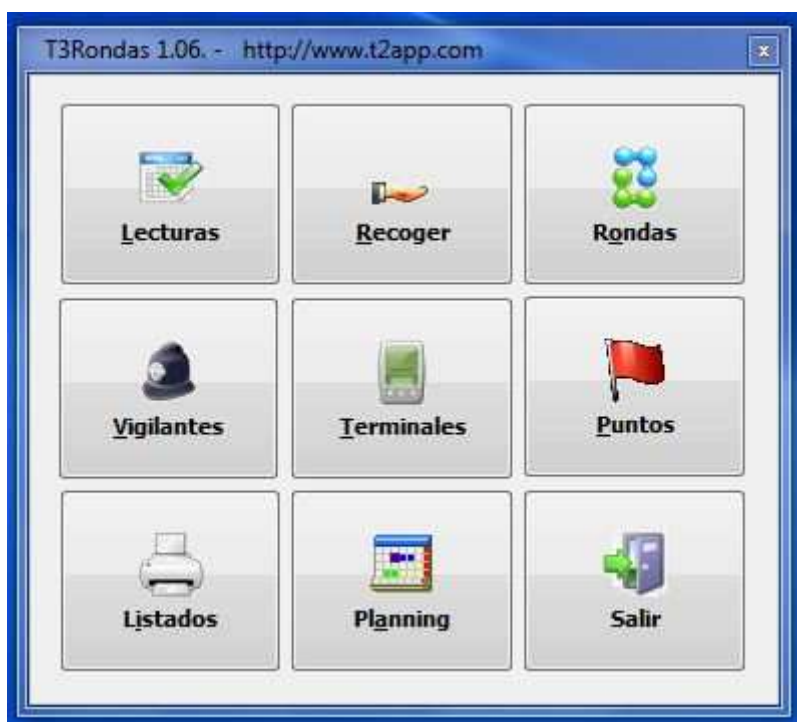 T3Rondas 1.06. - http://www.t2app.com
Lecturas
Recoger
Rondas
Vigilantes
Terminales
Puntos
Listados
Planning
Salir